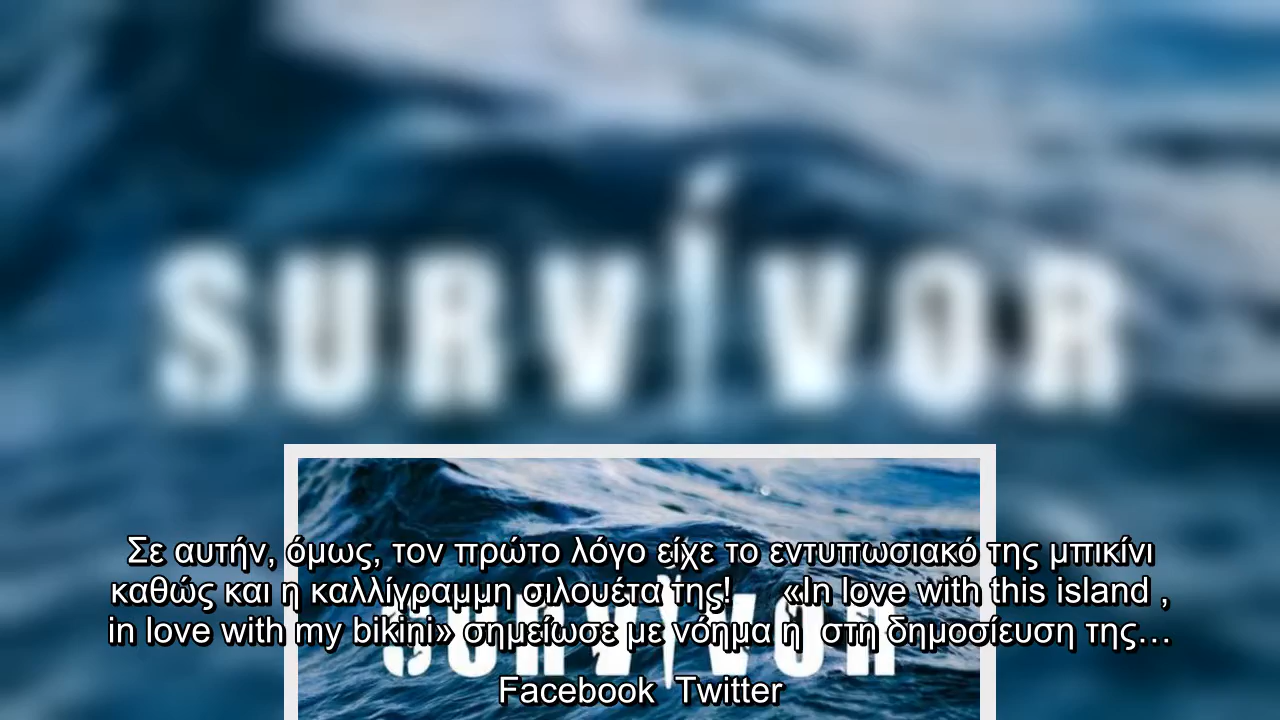 SURVIVOR
Σε αυτήν, όμως, τον πρώτο λόγο είχε το εντυπωσιακό της μπικίνι
καθώς και η καλλίγραμμη σιλουέτα της! «In love with this island ,
in love with my bikini» σημείωσε με νόημα η στη δημοσίευση της…
SURVIVOR
Facebook Twitter